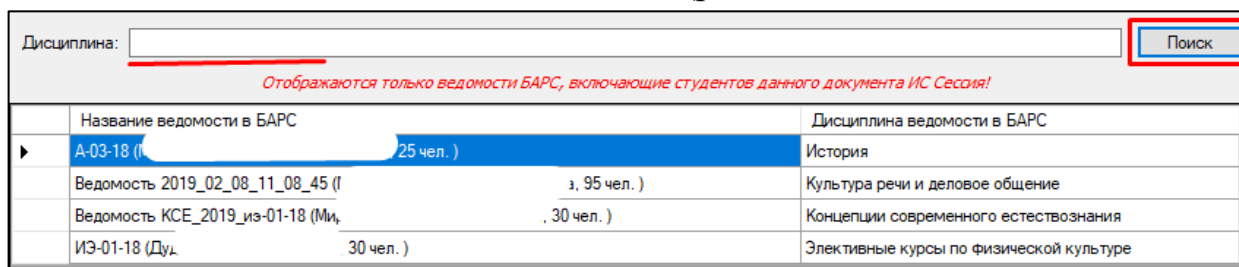 Дисциплина: Поиск
Отображаются только ведомости БАРС, включающие студентов данного документа ИС Сессия!
Название ведомости в БАРС Дисциплина ведомости в БАРС
А-03-18 ( 25 чел. ) История
Ведомость 2019_02_08_11_08_45 ( , 95 чел. ) Культура речи и деловое общение
Ведомость КСЕ_2019_из-01-18 ( , 30 чел. ) Концепции современного естествознания
ИЭ-01-18 ( 30 чел. ) Элективные курсы по физической культуре